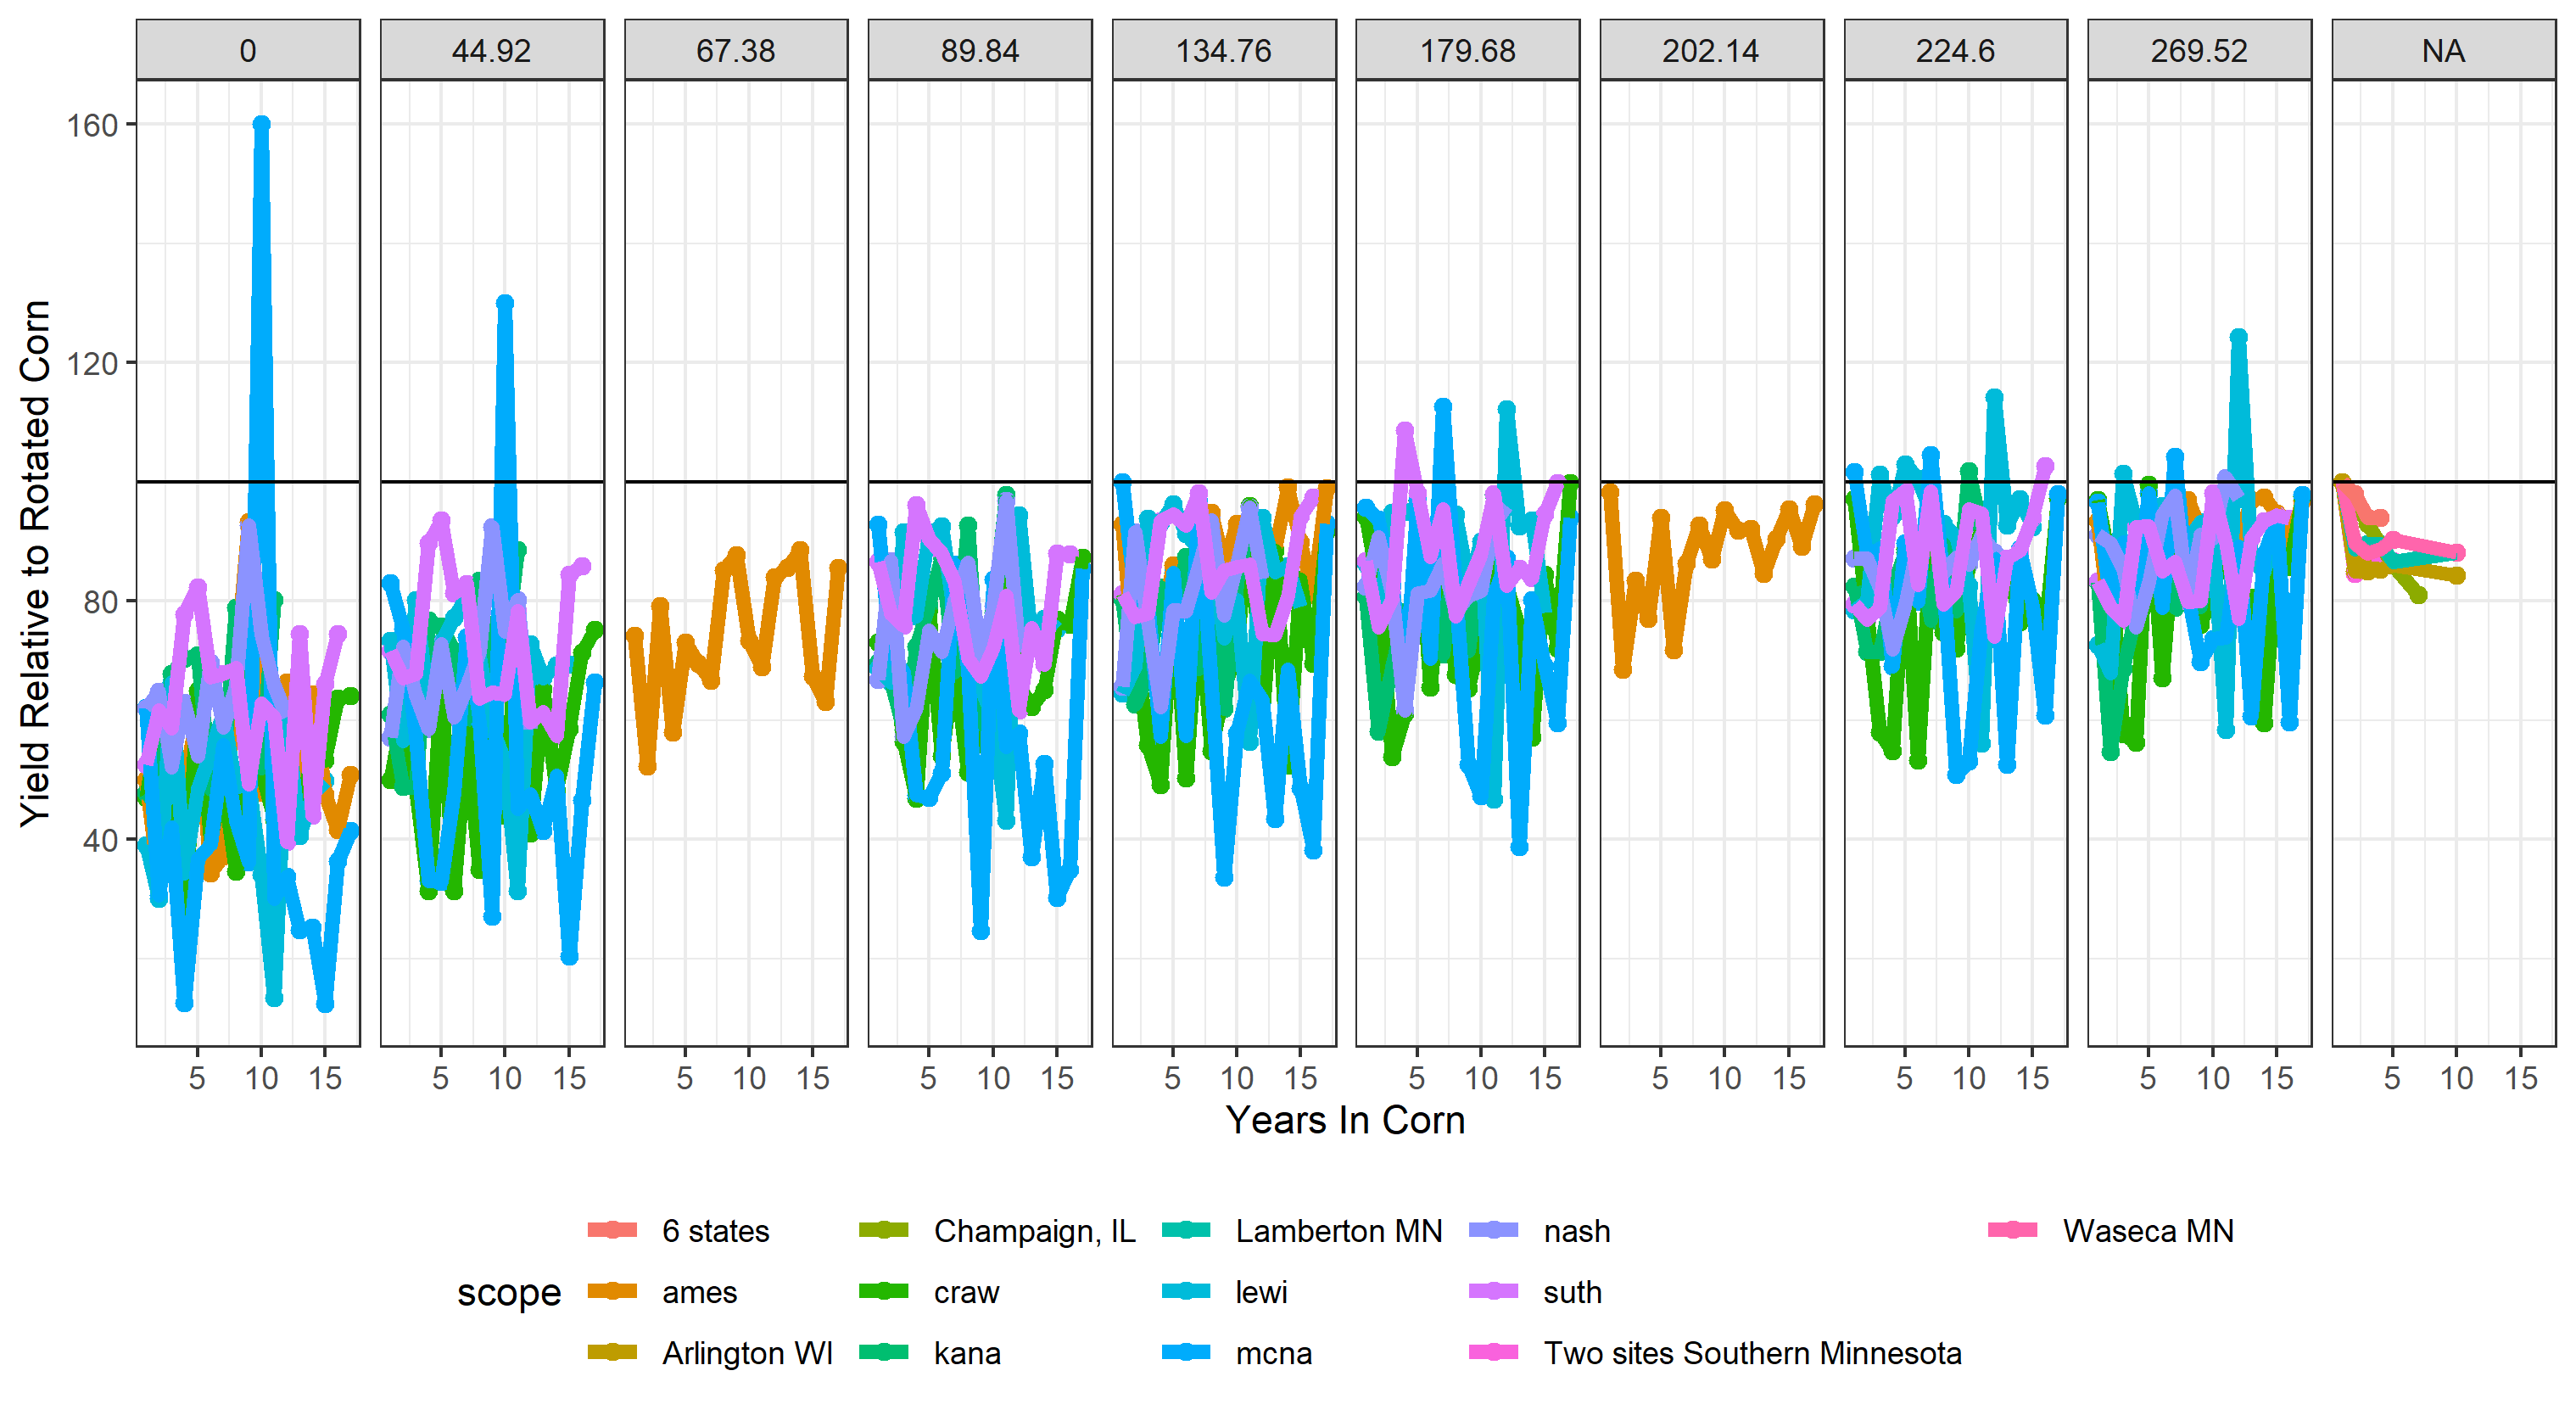 0 44.92 67.38 89.84 134.76 179.68 202.14 224.6 269.52 NA
160
120
80
40
Yield Relative to Rotated Corn
5 10 15 5 10 15 5 10 15 5 10 15 5 10 15 5 10 15 5 10 15 5 10 15 5 10 15 5 10 15
Years In Corn
scope
6 states Champaign, IL Lamberton MN nash Waseca MN
ames craw lewi suth
Arlington WI kana mcna Two sites Southern Minnesota